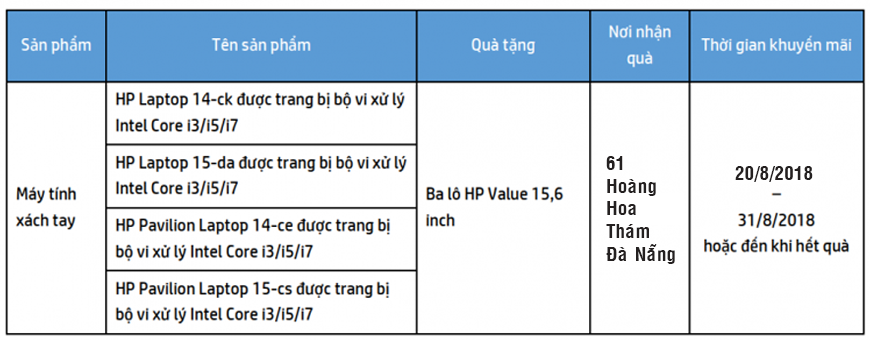 Sản phẩm
Tên sản phẩm
Quà tặng
Nơi nhận
quà
Thời gian khuyến mãi
Máy tính
xách tay
HP Laptop 14-ck được trang bị bộ vi xử lý
Intel Core i3/i5/i7
HP Laptop 15-da được trang bị bộ vi xử lý
Intel Core i3/i5/i7
HP Pavilion Laptop 14-ce được trang bị
bộ vi xử lý Intel Core i3/i5/i7
HP Pavilion Laptop 15-cs được trang bị
bộ vi xử lý Intel Core i3/i5/i7
Ba lô HP Value 15,6
inch
61
Hoàng
Hoa
Thám
Đà Nẵng
20/8/2018
–
31/8/2018
hoặc đến khi hết quà